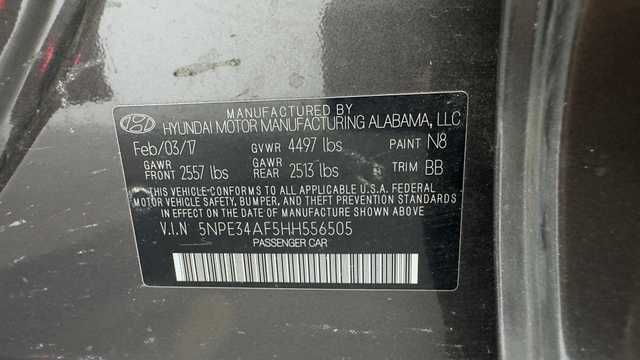 MANUFACTURED BY
HYUNDAI MOTOR MANUFACTURING ALABAMA, LLC
Feb/03/17 GVWR 4497 lbs PAINT N8
GAWR FRONT 2557 lbs GAWR REAR 2513 lbs TRIM BB
THIS VEHICLE CONFORMS TO ALL APPLICABLE U.S.A. FEDERAL
MOTOR VEHICLE SAFETY, BUMPER, AND THEFT PREVENTION STANDARDS
IN EFFECT ON THE DATE OF MANUFACTURE SHOWN ABOVE.
V.I.N 5NPE34AF5HH556505
PASSENGER CAR